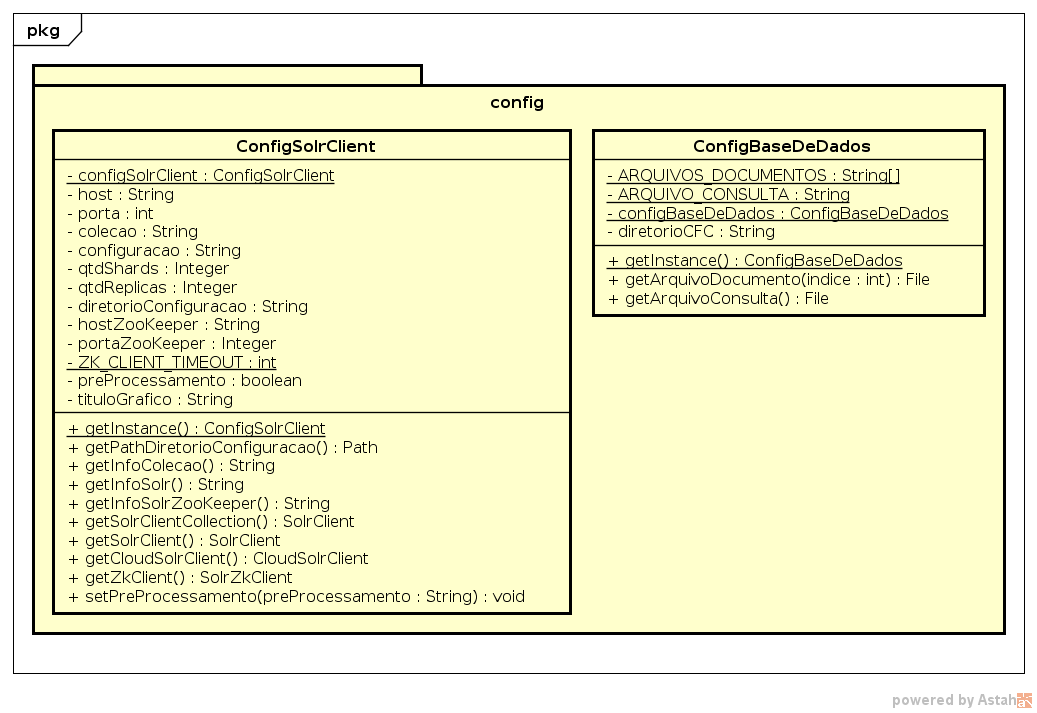 pkg
config
ConfigSolrClient
- configSolrClient : ConfigSolrClient
- host : String
- porta : int
- colecao : String
- configuracao : String
- qtdShards : Integer
- qtdReplicas : Integer
- diretorioConfiguracao : String
- hostZooKeeper : String
- portaZooKeeper : Integer
- ZK_CLIENT_TIMEOUT : int
- preProcessamento : boolean
- tituloGrafico : String
+ getInstance() : ConfigSolrClient
+ getPathDiretorioConfiguracao() : Path
+ getInfoColecao() : String
+ getInfoSolr() : String
+ getInfoSolrZooKeeper() : String
+ getSolrClientCollection() : SolrClient
+ getSolrClient() : SolrClient
+ getCloudSolrClient() : CloudSolrClient
+ getZkClient() : SolrZkClient
+ setPreProcessamento(preProcessamento : String) : void
ConfigBaseDeDados
- ARQUIVOS_DOCUMENTOS : String[]
- ARQUIVO_CONSULTA : String
- configBaseDeDados : ConfigBaseDeDados
- diretorioCFC : String
+ getInstance() : ConfigBaseDeDados
+ getArquivoDocumento(indice : int) : File
+ getArquivoConsulta() : File
powered by Astah